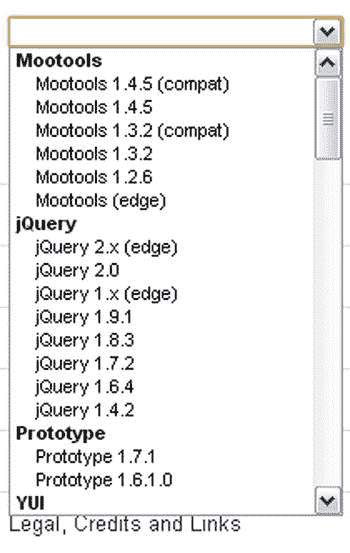 Mootools
Mootools 1.4.5 (compat)
Mootools 1.4.5
Mootools 1.3.2 (compat)
Mootools 1.3.2
Mootools 1.2.6
Mootools (edge)
jQuery
jQuery 2.x (edge)
jQuery 2.0
jQuery 1.x (edge)
jQuery 1.9.1
jQuery 1.8.3
jQuery 1.7.2
jQuery 1.6.4
jQuery 1.4.2
Prototype
Prototype 1.7.1
Prototype 1.6.1.0
YUI
Legal, Credits and Links